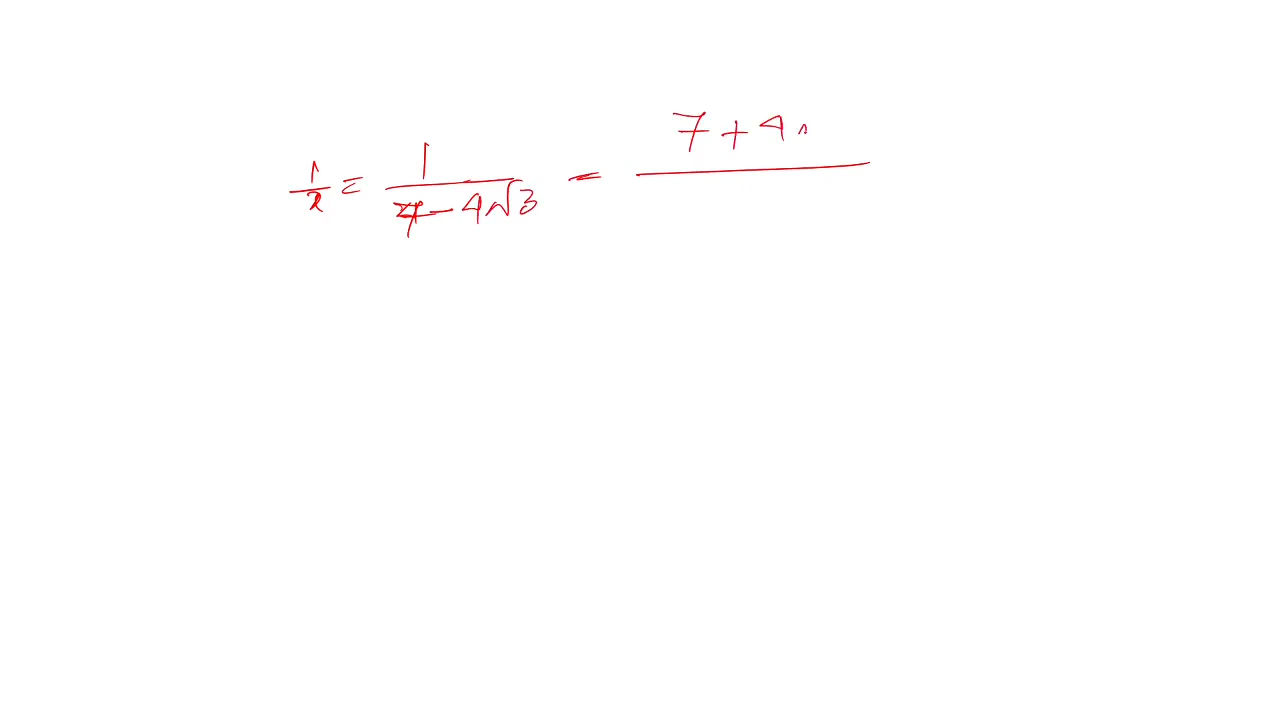 1/x = 1/(7 - 4√3) = 7 + 4